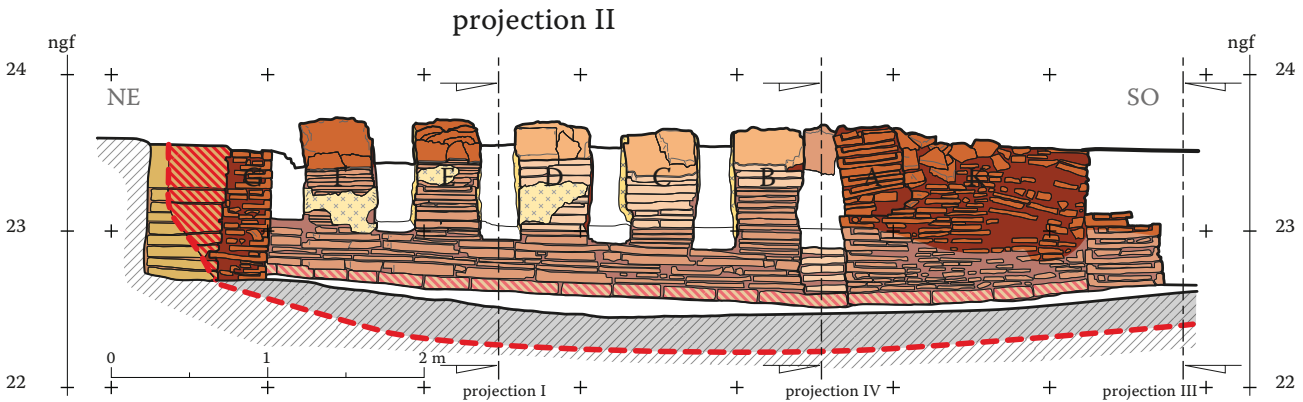 projection II
ngf
ngf
24
24
NE
SO
G
F
E
D
C
B
A
K
23
23
0
1
2 m
22
22
projection I
projection IV
projection III